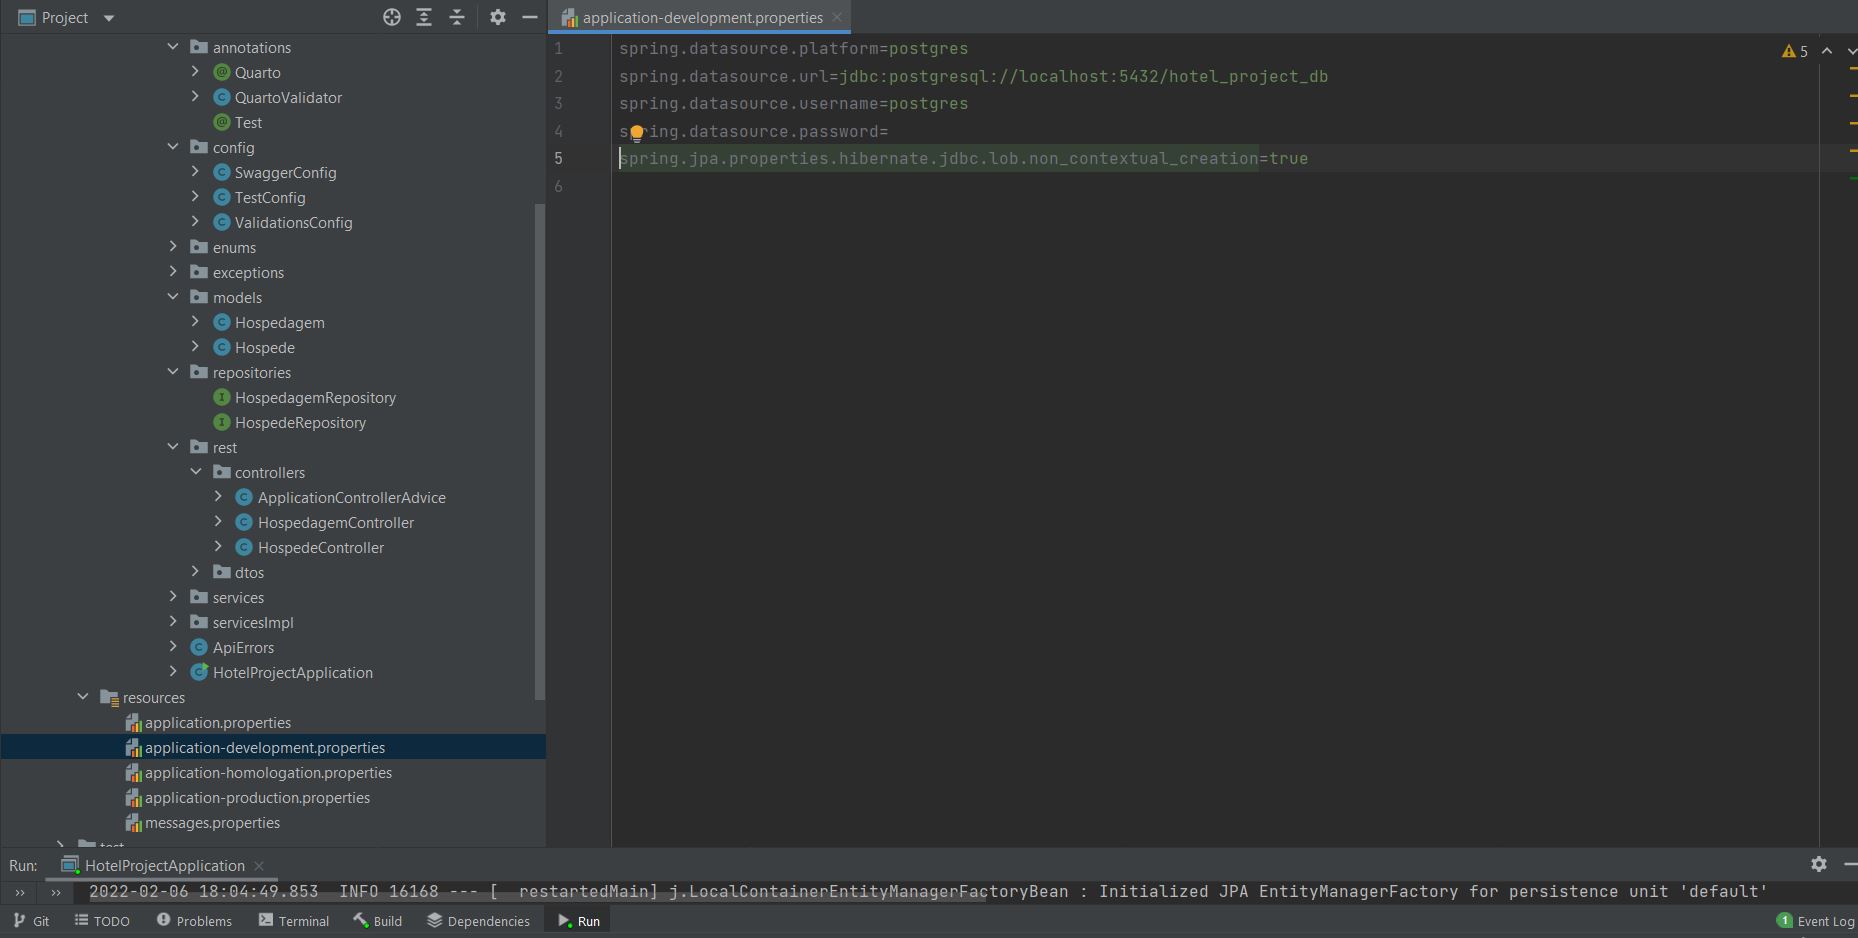 Project
annotations
Quarto
QuartoValidator
Test
config
SwaggerConfig
TestConfig
ValidationsConfig
enums
exceptions
models
Hospedagem
Hospede
repositories
HospedagemRepository
HospedeRepository
rest
controllers
ApplicationControllerAdvice
HospedagemController
HospedeController
dtos
services
servicesImpl
ApiErrors
HotelProjectApplication
resources
application.properties
application-development.properties
application-homologation.properties
application-production.properties
messages.properties
test
application-development.properties
1 spring.datasource.platform=postgres
2 spring.datasource.url=jdbc:postgresql://localhost:5432/hotel_project_db
3 spring.datasource.username=postgres
4 spring.datasource.password=
5 spring.jpa.properties.hibernate.jdbc.lob.non_contextual_creation=true
6
5
Run: HotelProjectApplication
2022-02-06 18:04:49.853 INFO 16168 --- [ restartedMain] j.LocalContainerEntityManagerFactoryBean : Initialized JPA EntityManagerFactory for persistence unit 'default'
Git TODO Problems Terminal Build Dependencies Run 1 Event Log